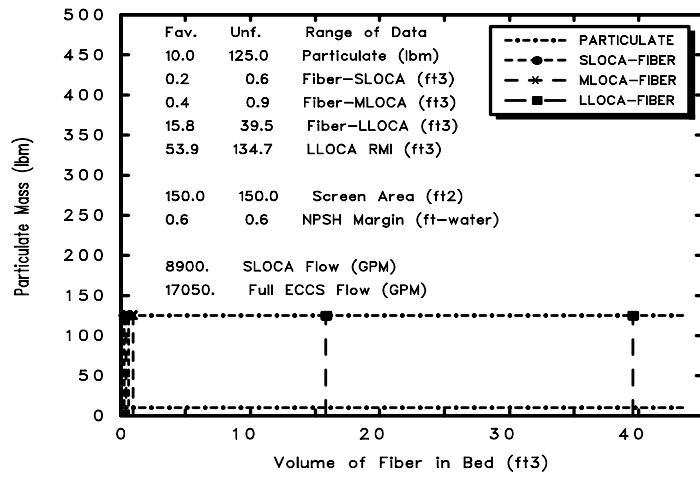 500
450
400
350
300
250
200
150
100
50
0
Particulate Mass (lbm)
Fav. Unf. Range of Data
10.0 125.0 Particulate (lbm)
0.2 0.6 Fiber-SLOCA (ft3)
0.4 0.9 Fiber-MLOCA (ft3)
15.8 39.5 Fiber-LLOCA (ft3)
53.9 134.7 LLOCA RMI (ft3)
150.0 150.0 Screen Area (ft2)
0.6 0.6 NPSH Margin (ft-water)
8900. SLOCA Flow (GPM)
17050. Full ECCS Flow (GPM)
PARTICULATE
SLOCA-FIBER
MLOCA-FIBER
LLOCA-FIBER
0 10 20 30 40
Volume of Fiber in Bed (ft3)